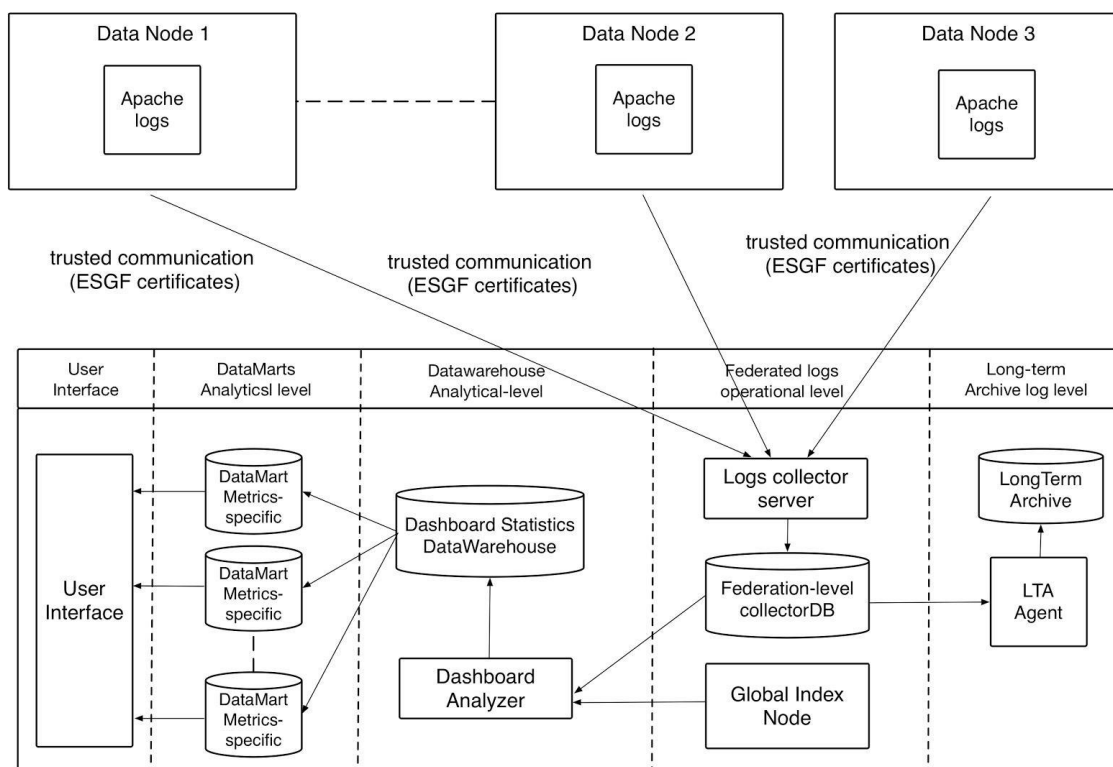 Data Node 1
Apache
logs
Data Node 2
Apache
logs
Data Node 3
Apache
logs
trusted communication
(ESGF certificates)
trusted communication
(ESGF certificates)
trusted communication
(ESGF certificates)
User
Interface
DataMarts
Analyticsl level
Datawarehouse
Analytical-level
Federated logs
operational level
Long-term
Archive log level
User
Interface
DataMart
Metrics-
specific
DataMart
Metrics-
specific
DataMart
Metrics-
specific
Dashboard Statistics
DataWarehouse
Dashboard
Analyzer
Logs collector
server
Federation-level
collectorDB
Global Index
Node
LongTerm
Archive
LTA
Agent